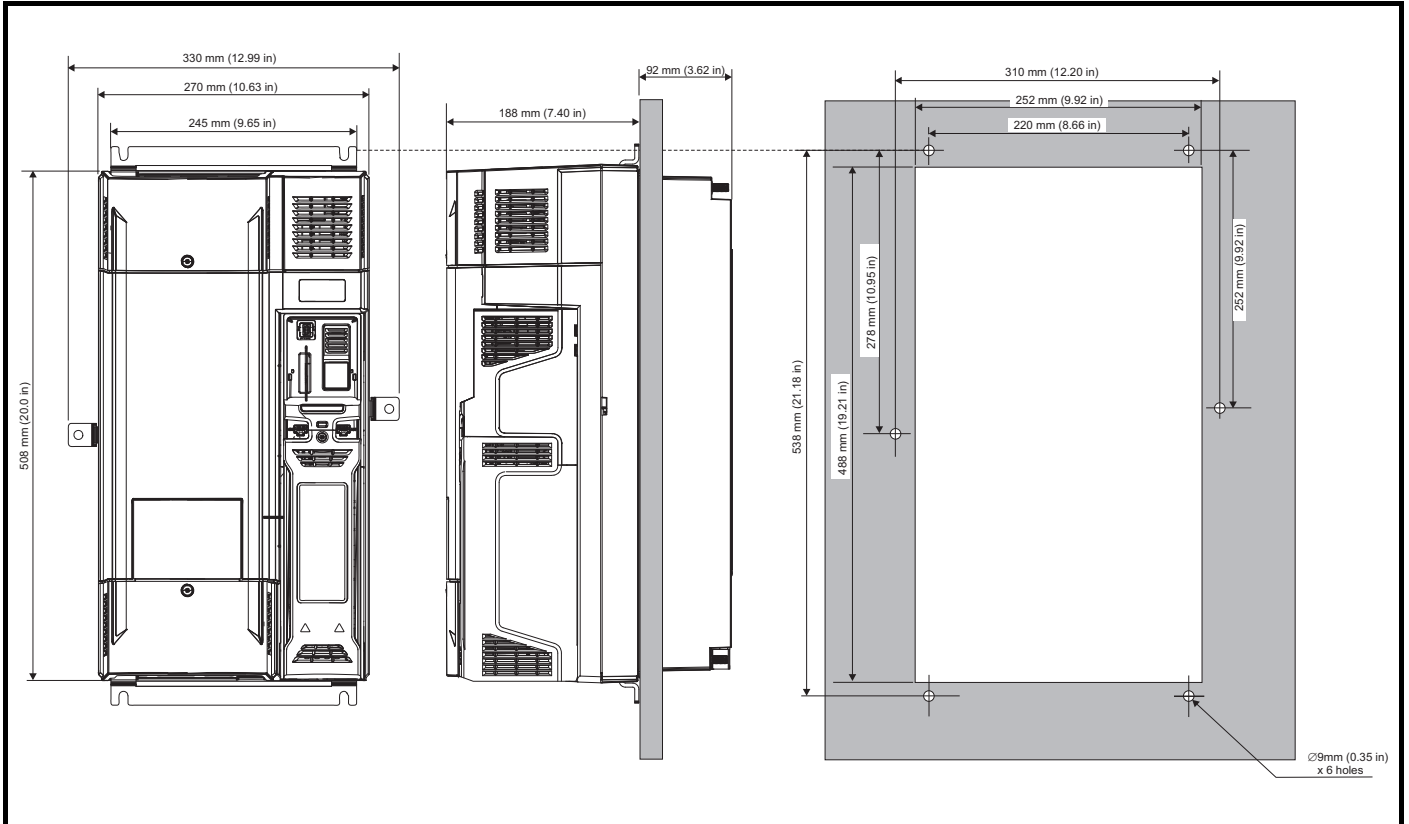 330 mm (12.99 in)
270 mm (10.63 in)
245 mm (9.65 in)
508 mm (20.0 in)
92 mm (3.62 in)
188 mm (7.40 in)
310 mm (12.20 in)
252 mm (9.92 in)
220 mm (8.66 in)
278 mm (10.95 in)
252 mm (9.92 in)
538 mm (21.18 in)
488 mm (19.21 in)
∅9mm (0.35 in)
x 6 holes